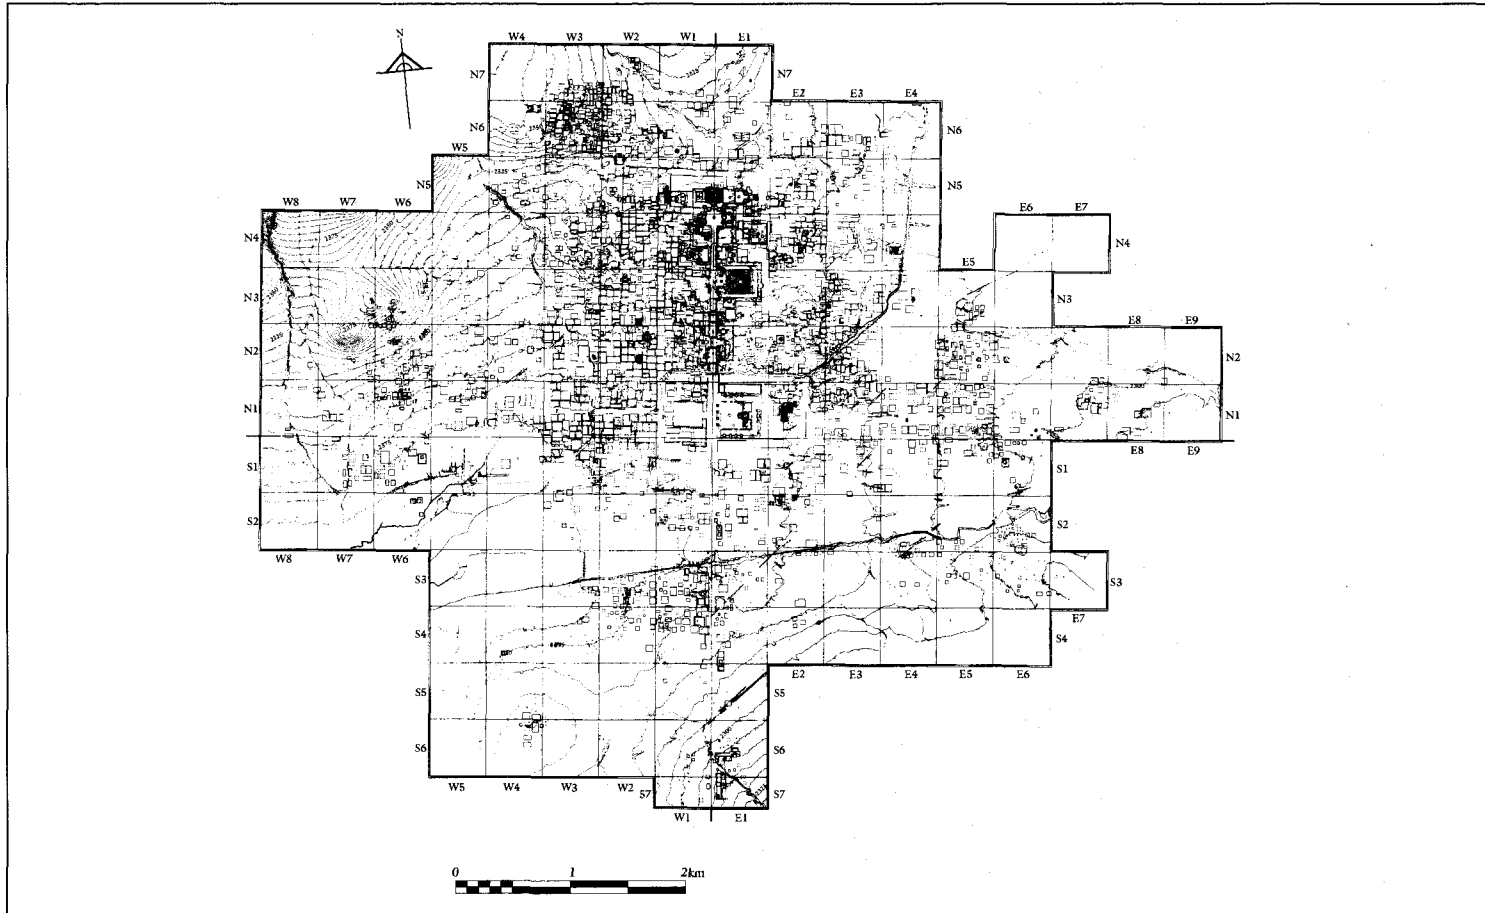 N
W4 W3 W2 W1 E1
N7 N7
E2 E3 E4
N6 N6
W5
N5 N5
W8 W7 W6
E6 E7
N4 N4
E5
N3 N3
E8 E9
N2 N2
N1 N1
E8 E9
S1 S1
S2 S2
W8 W7 W6
S3 S3
E7
S4 S4
E2 E3 E4 E5 E6
S5 S5
S6 S6
W5 W4 W3 W2
S7 S7
W1 E1
0 1 2km